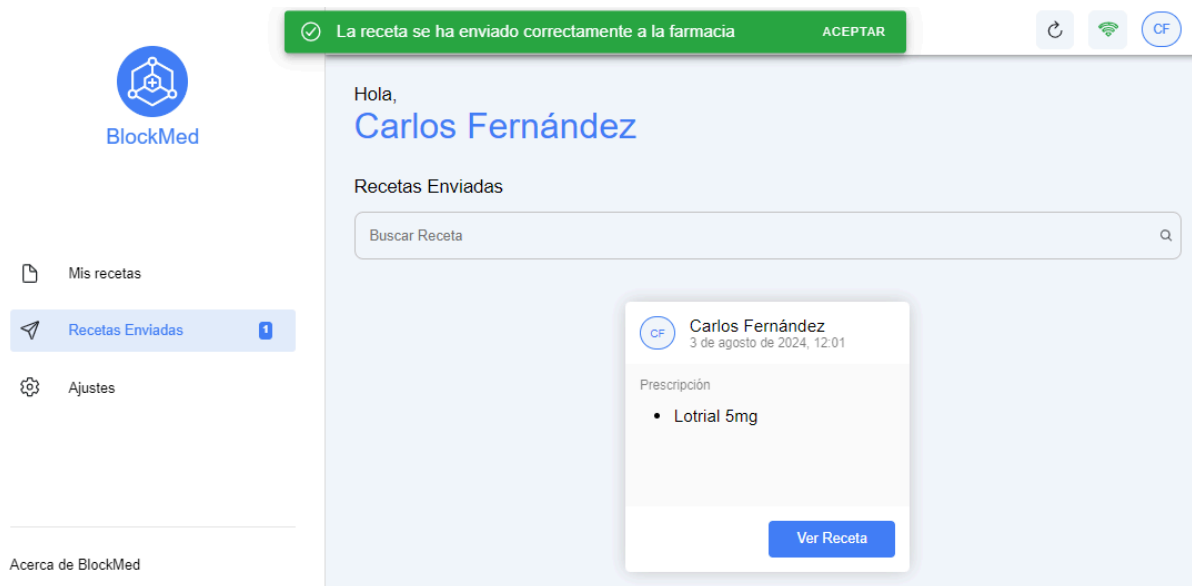 La receta se ha enviado correctamente a la farmacia
ACEPTAR
CF
BlockMed
Hola,
Carlos Fernández
Recetas Enviadas
Buscar Receta
Mis recetas
Recetas Enviadas 1
Ajustes
CF
Carlos Fernández
3 de agosto de 2024, 12:01
Prescripción
• Lotrial 5mg
Ver Receta
Acerca de BlockMed